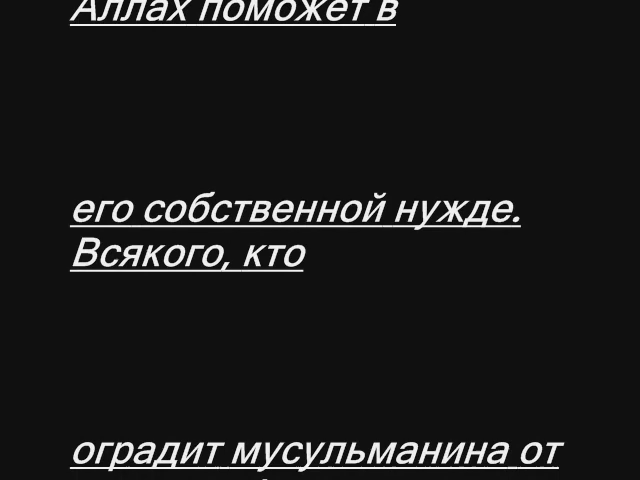 Аллах поможет в
его собственной нужде.
Всякого, кто
оградит мусульманина от